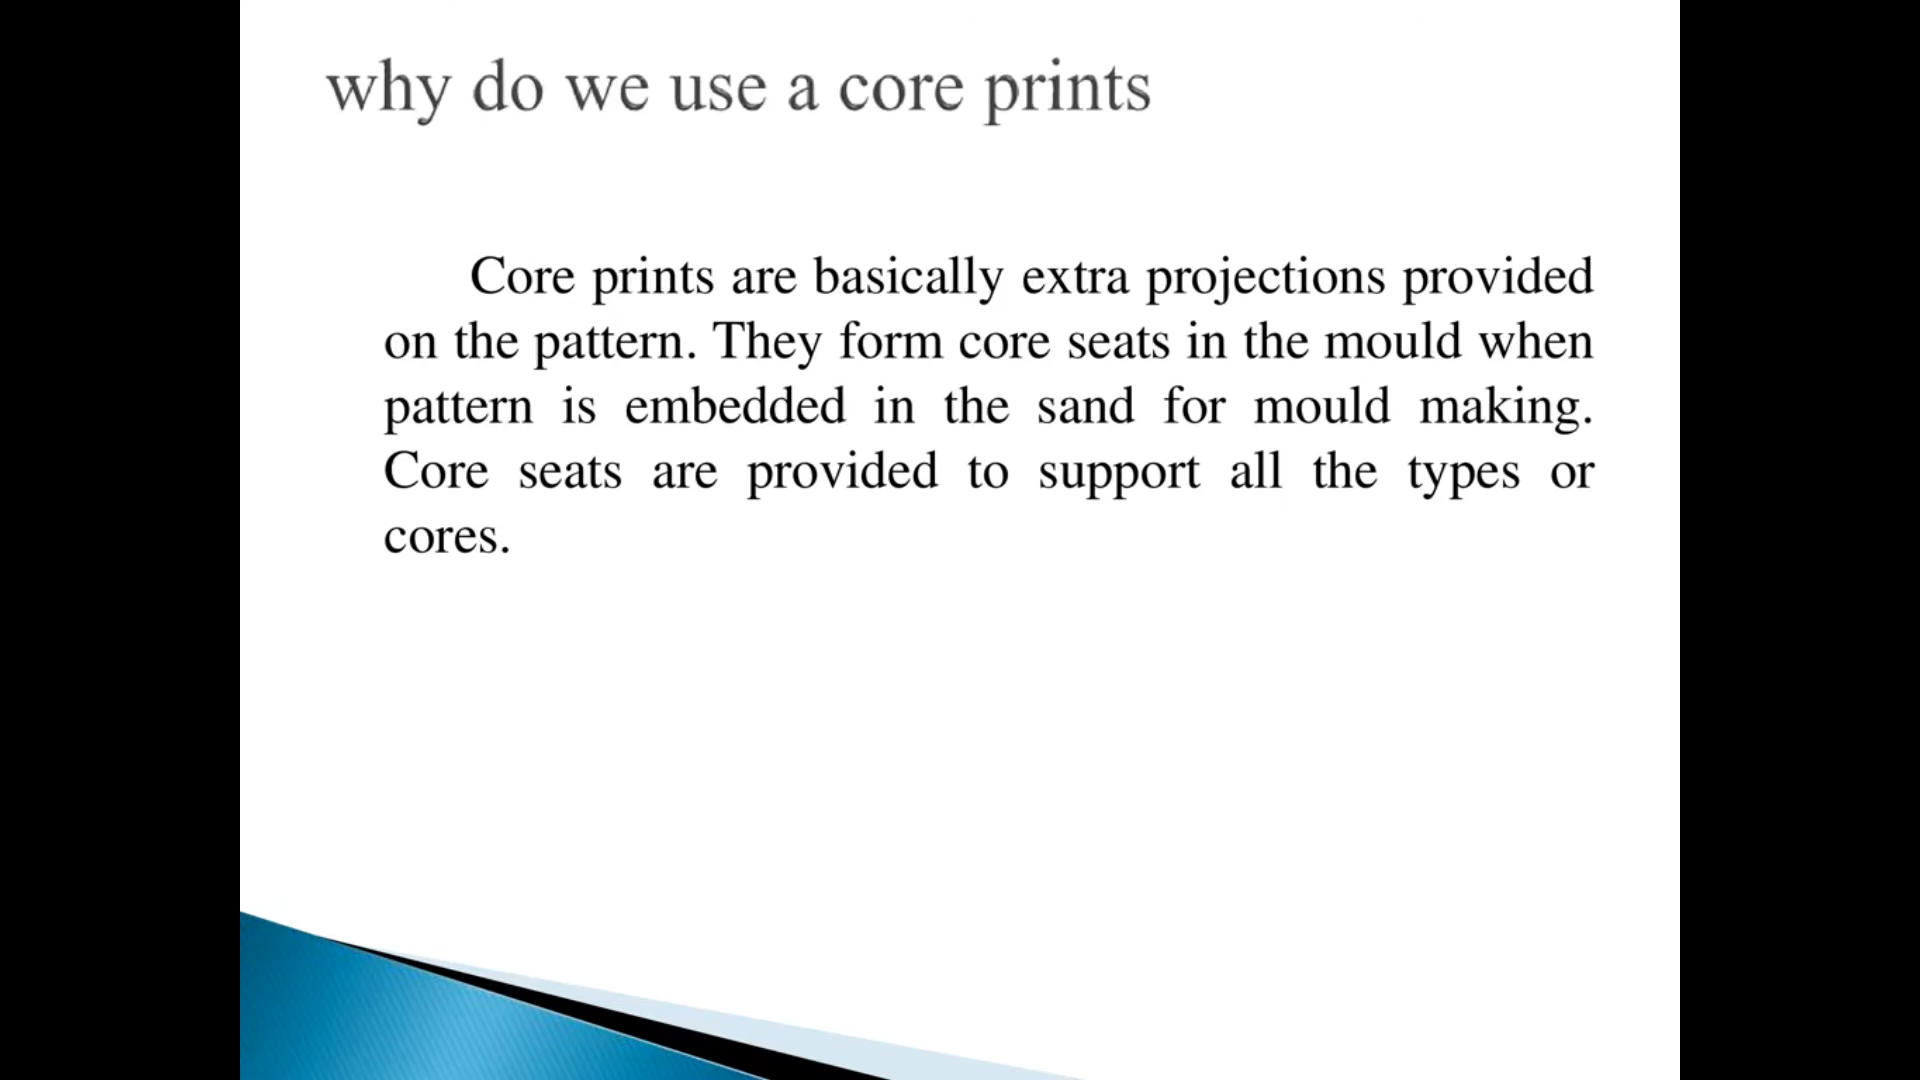 why do we use a core prints
Core prints are basically extra projections provided
on the pattern. They form core seats in the mould when
pattern is embedded in the sand for mould making.
Core seats are provided to support all the types or
cores.